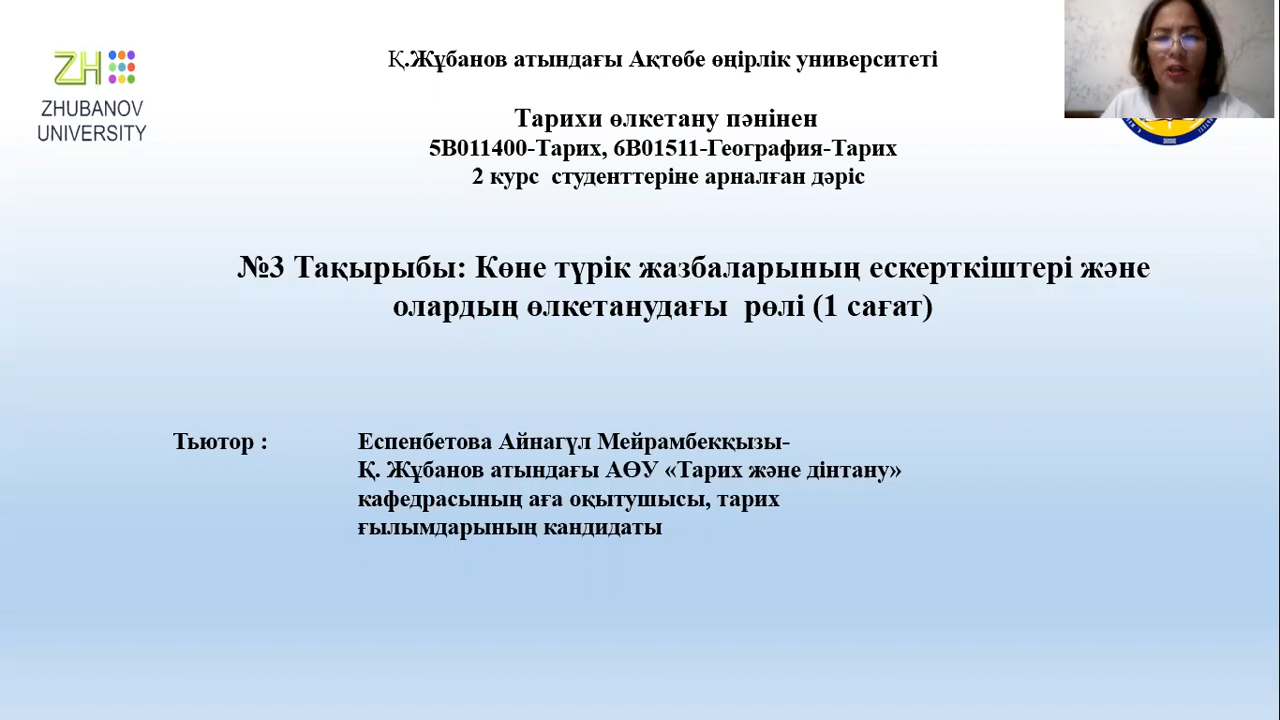 ZH
ZHUBANOV
UNIVERSITY
Қ.Жұбанов атындағы Ақтөбе өңірлік университеті
Тарихи өлкетану пәнінен
5В011400-Тарих, 6В01511-География-Тарих
2 курс студенттеріне арналған дәріс
№3 Тақырыбы: Көне түрік жазбаларының ескерткіштері және
олардың өлкетанудағы рөлі (1 сағат)
Тьютор :
Еспенбетова Айнагүл Мейрамбекқызы-
Қ. Жұбанов атындағы АӨУ «Тарих және дінтану»
кафедрасының аға оқытушысы, тарих
ғылымдарының кандидаты